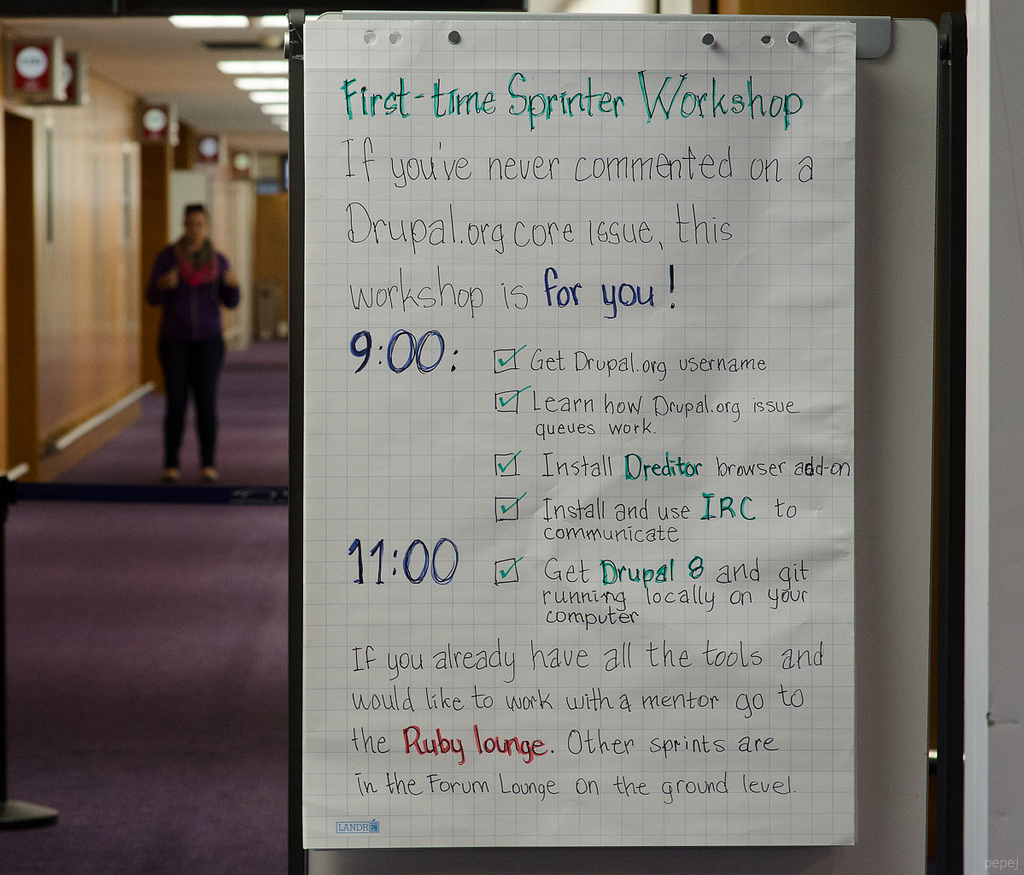 First-time Sprinter Workshop
If you've never commented on a
Drupal.org core issue, this
workshop is for you!
9:00: Get Drupal.org username
Learn how Drupal.org issue
queues work.
Install Dreditor browser add-on
Install and use IRC to
communicate
11:00 Get Drupal 8 and git
running locally on your
computer
If you already have all the tools and
would like to work with a mentor go to
the Ruby lounge. Other sprints are
in the Forum Lounge on the ground level.
LANDRÉ
pepej